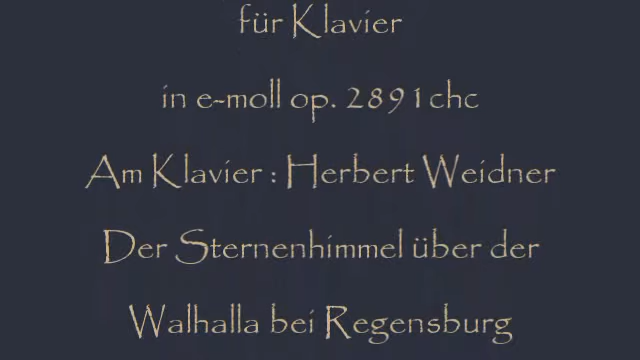 für Klavier
in e-moll op. 2891chc
Am Klavier : Herbert Weidner
Der Sternenhimmel über der
Walhalla bei Regensburg